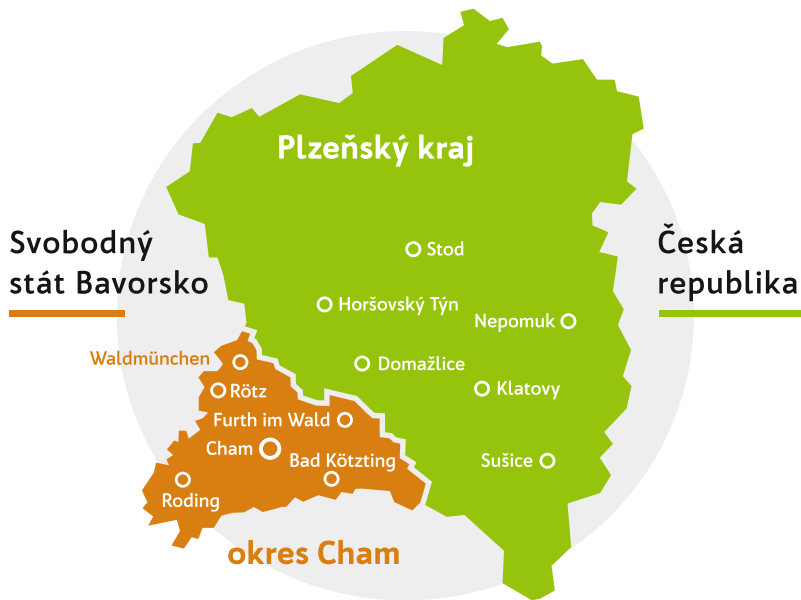 Plzeňský kraj
Svobodný
stát Bavorsko
Česká
republika
Stod
Horšovský Týn
Nepomuk
Waldmünchen
Domažlice
Rötz
Klatovy
Furth im Wald
Cham
Bad Kötzting
Sušice
Roding
okres Cham